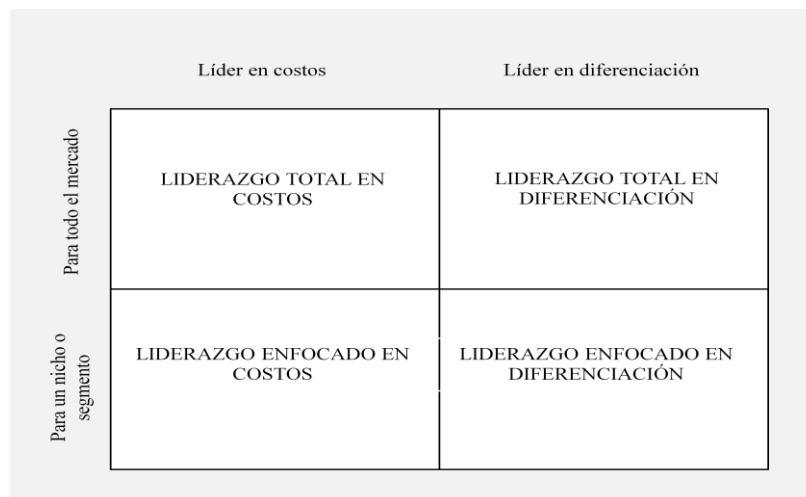 Líder en costos
Líder en diferenciación
Para todo el mercado
LIDERAZGO TOTAL EN
COSTOS
LIDERAZGO TOTAL EN
DIFERENCIACIÓN
Para un nicho o
segmento
LIDERAZGO ENFOCADO EN
COSTOS
LIDERAZGO ENFOCADO EN
DIFERENCIACIÓN